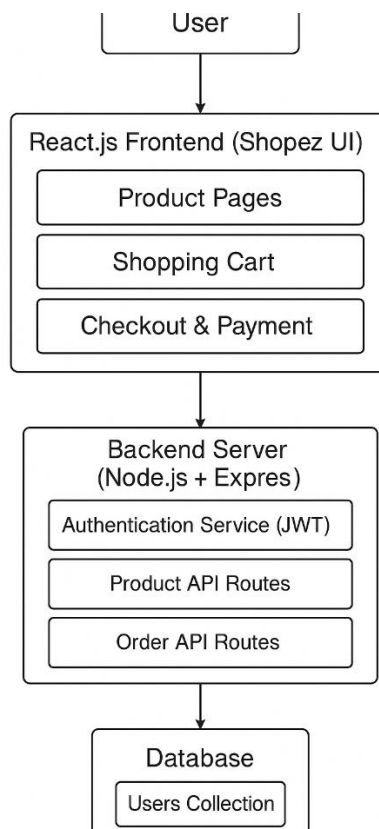 User
React.js Frontend (Shopez UI)
Product Pages
Shopping Cart
Checkout & Payment
Backend Server
(Node.js + Expres)
Authentication Service (JWT)
Product API Routes
Order API Routes
Database
Users Collection